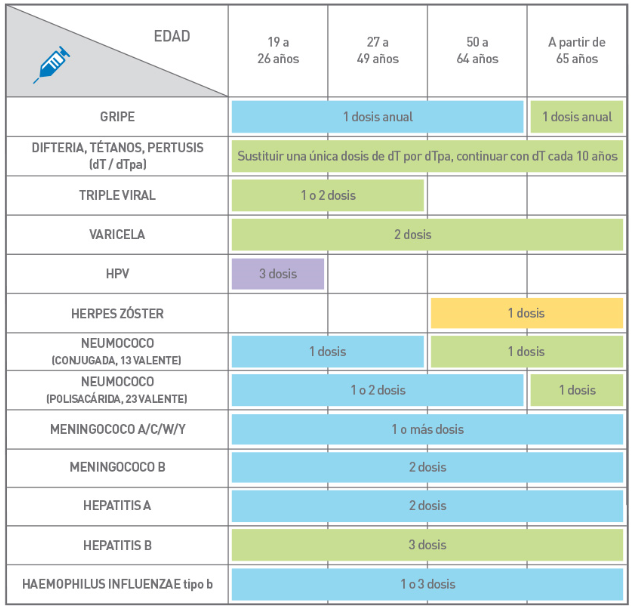 EDAD
19 a
26 años
27 a
49 años
50 a
64 años
A partir de
65 años
GRIPE
1 dosis anual
1 dosis anual
DIFTERIA, TÉTANOS, PERTUSIS
(dT / dTpa)
Sustituir una única dosis de dT por dTpa, continuar con dT cada 10 años
TRIPLE VIRAL
1 o 2 dosis
VARICELA
2 dosis
HPV
3 dosis
HERPES ZÓSTER
1 dosis
NEUMOCOCO
(CONJUGADA, 13 VALENTE)
1 dosis
1 dosis
NEUMOCOCO
(POLISACÁRIDA, 23 VALENTE)
1 o 2 dosis
1 dosis
MENINGOCOCO A/C/W/Y
1 o más dosis
MENINGOCOCO B
2 dosis
HEPATITIS A
2 dosis
HEPATITIS B
3 dosis
HAEMOPHILUS INFLUENZAE tipo b
1 o 3 dosis